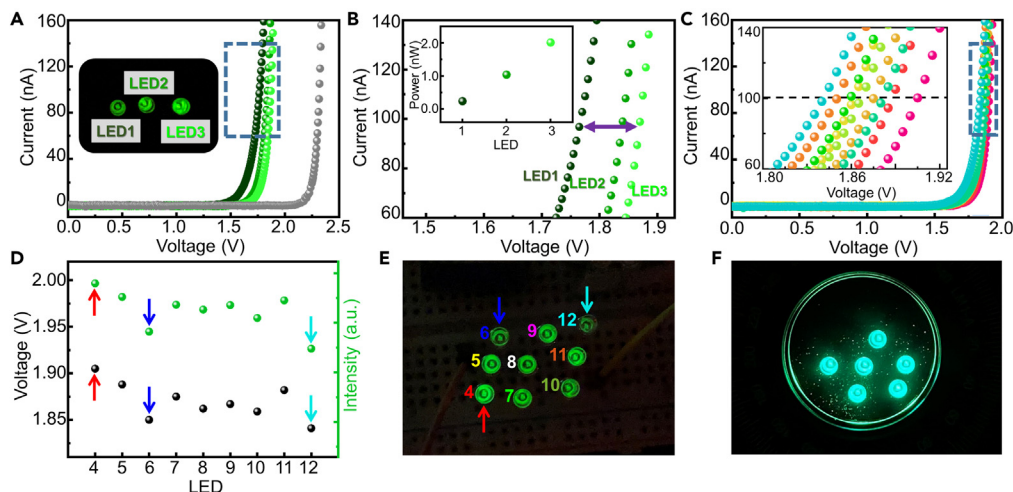 A
160
120
80
40
0
Current (nA)
0.0 0.5 1.0 1.5 2.0 2.5
Voltage (V)
LED2
LED1
LED3
B
140
120
100
80
60
Current (nA)
1.5 1.6 1.7 1.8 1.9
Voltage (V)
Power (nW)
2.0
1.0
0.0
1 2 3
LED
LED1
LED2
LED3
C
160
120
80
40
0
Current (nA)
0.0 0.5 1.0 1.5 2.0
Voltage (V)
140
100
60
1.80 1.86 1.92
Voltage (V)
D
2.00
1.95
1.90
1.85
Voltage (V)
Intensity (a.u.)
4 5 6 7 8 9 10 11 12
LED
E
6 9 12
5 8 11
4 7 10
F